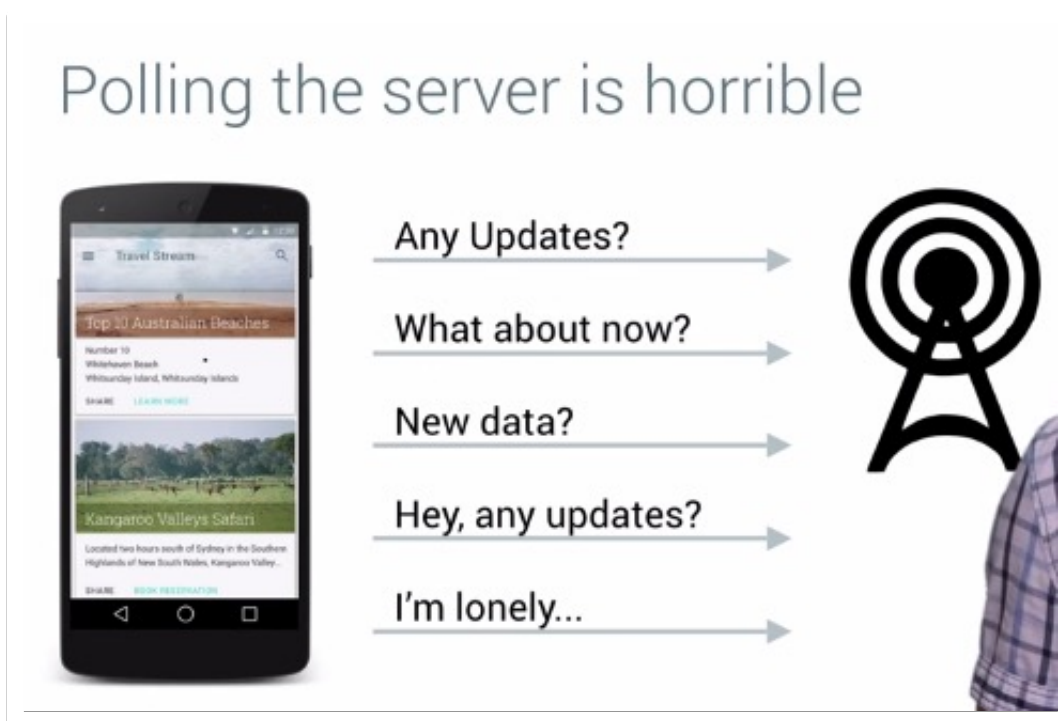 Polling the server is horrible
Travel Stream
Top 10 Australian Beaches
Number 10
Whitehaven Beach
Whitsunday Island, Whitsunday Islands
SHARE LEARN MORE
Kangaroo Valleys Safari
Located two hours south of Sydney in the Southern
Highlands of New South Wales, Kangaroo Valley...
SHARE BOOK RESERVATION
Any Updates?
What about now?
New data?
Hey, any updates?
I'm lonely...